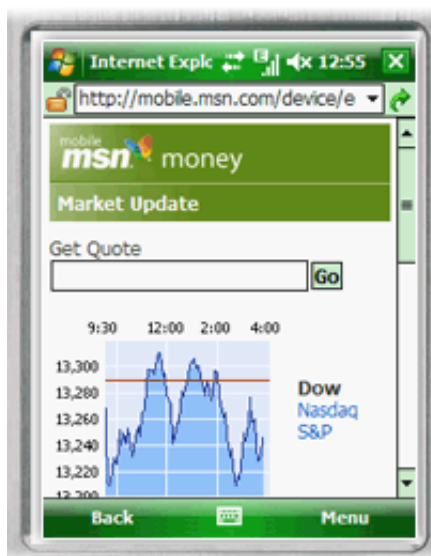 Internet Explc 12:55
http://mobile.msn.com/device/e
mobile
msn money
Market Update
Get Quote
Go
9:30 12:00 2:00 4:00
13,300
13,280
13,260
13,240
13,220
13,200
Dow
Nasdaq
S&P
Back Menu